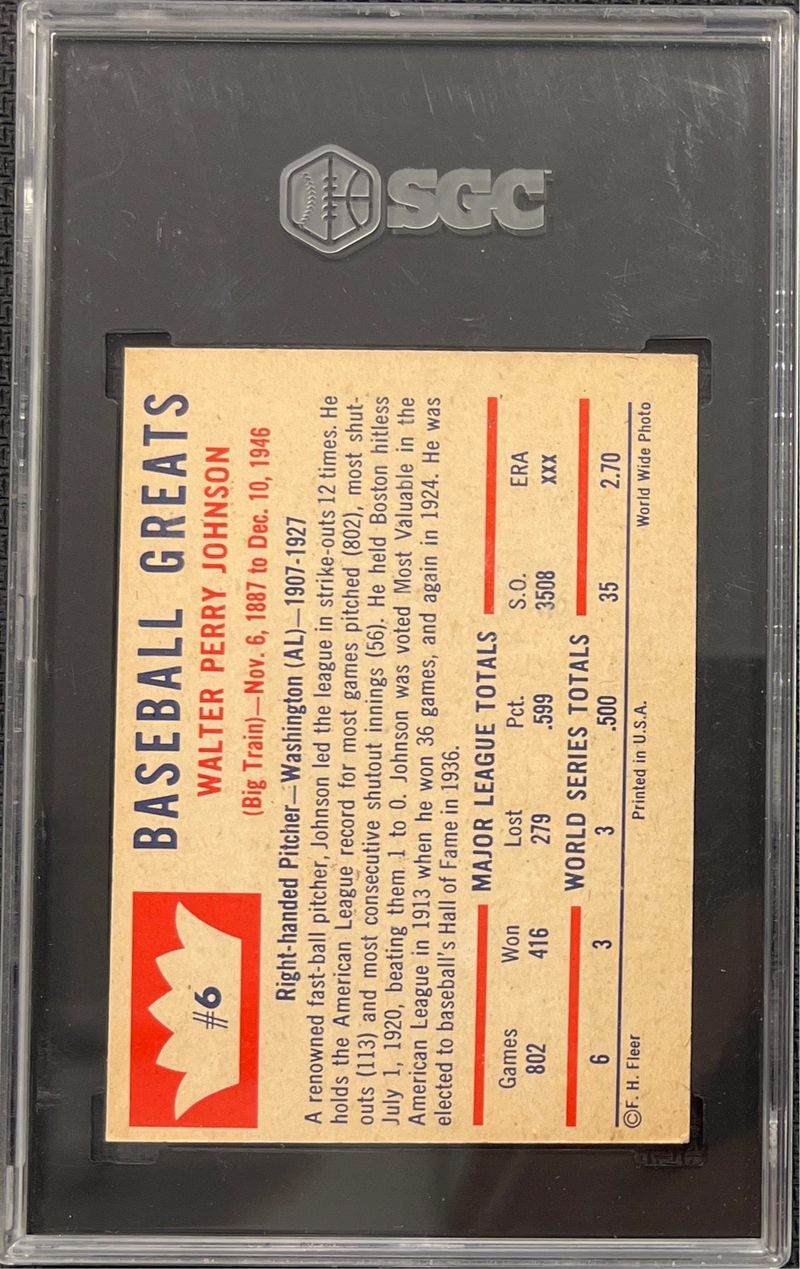 SGC
#6
BASEBALL GREATS
WALTER PERRY JOHNSON
(Big Train)—Nov. 6, 1887 to Dec. 10, 1946
Right-handed Pitcher—Washington (AL)—1907-1927
A renowned fast-ball pitcher, Johnson led the league in strike-outs 12 times. He
holds the American League record for most games pitched (802), most shut-
outs (113) and most consecutive shutout innings (56). He held Boston hitless
July 1, 1920, beating them 1 to 0. Johnson was voted Most Valuable in the
American League in 1913 when he won 36 games, and again in 1924. He was
elected to baseball's Hall of Fame in 1936.
MAJOR LEAGUE TOTALS
Games Won Lost Pct. S.O. ERA
802 416 279 .599 3508 XXX
WORLD SERIES TOTALS
6 3 3 .500 35 2.70
©F. H. Fleer Printed in U.S.A. World Wide Photo